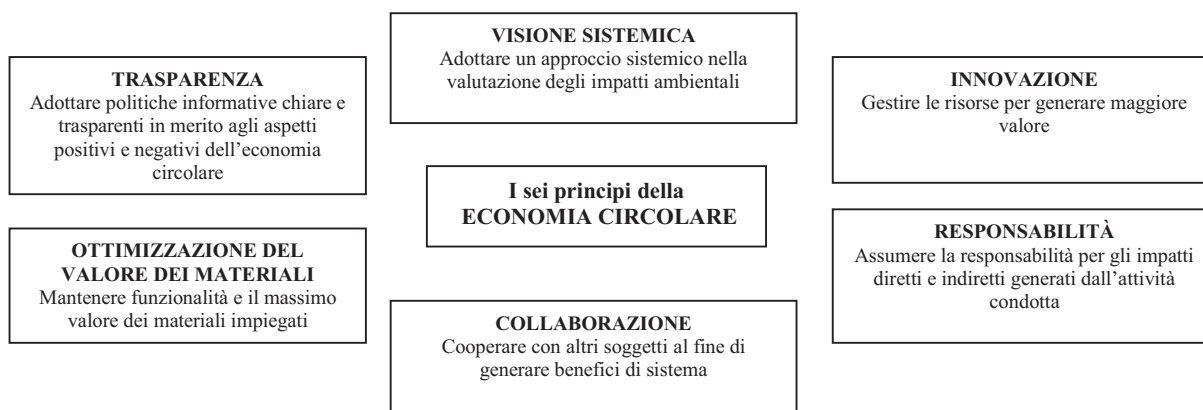 VISIONE SISTEMICA
Adottare un approccio sistemico nella
valutazione degli impatti ambientali
TRASPARENZA
Adottare politiche informative chiare e
trasparenti in merito agli aspetti
positivi e negativi dell’economia
circolare
INNOVAZIONE
Gestire le risorse per generare maggiore
valore
I sei principi della
ECONOMIA CIRCOLARE
OTTIMIZZAZIONE DEL
VALORE DEI MATERIALI
Mantenere funzionalità e il massimo
valore dei materiali impiegati
RESPONSABILITÀ
Assumere la responsabilità per gli impatti
diretti e indiretti generati dall’attività
condotta
COLLABORAZIONE
Cooperare con altri soggetti al fine di
generare benefici di sistema